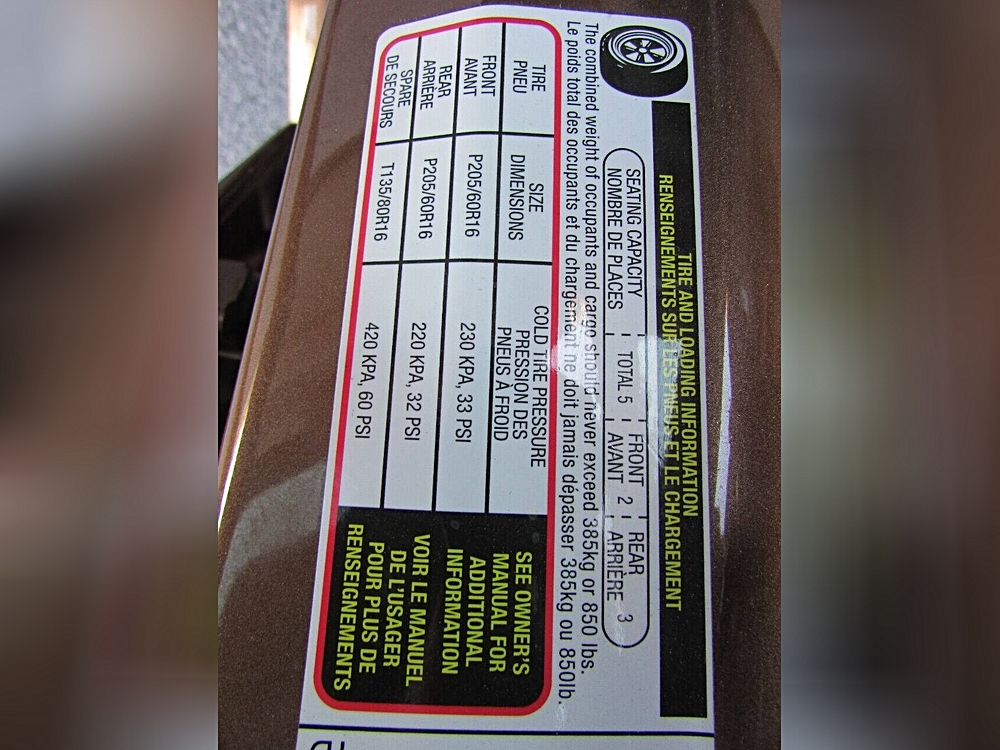 TIRE AND LOADING INFORMATION
RENSEIGNEMENTS SUR LES PNEUS ET LE CHARGEMENT
SEATING CAPACITY
NOMBRE DE PLACES
TOTAL 5
FRONT
AVANT 2
REAR
ARRIÈRE 3
The combined weight of occupants and cargo should never exceed 385kg or 850 lbs.
Le poids total des occupants et du chargement ne doit jamais dépasser 385kg ou 850lb.
TIRE
PNEU
SIZE
DIMENSIONS
COLD TIRE PRESSURE
PRESSION DES
PNEUS À FROID
FRONT
AVANT
P205/60R16
230 KPA, 33 PSI
REAR
ARRIÈRE
P205/60R16
220 KPA, 32 PSI
SPARE
DE SECOURS
T135/80R16
420 KPA, 60 PSI
SEE OWNER'S
MANUAL FOR
ADDITIONAL
INFORMATION
VOIR LE MANUEL
DE L'USAGER
POUR PLUS DE
RENSEIGNEMENTS